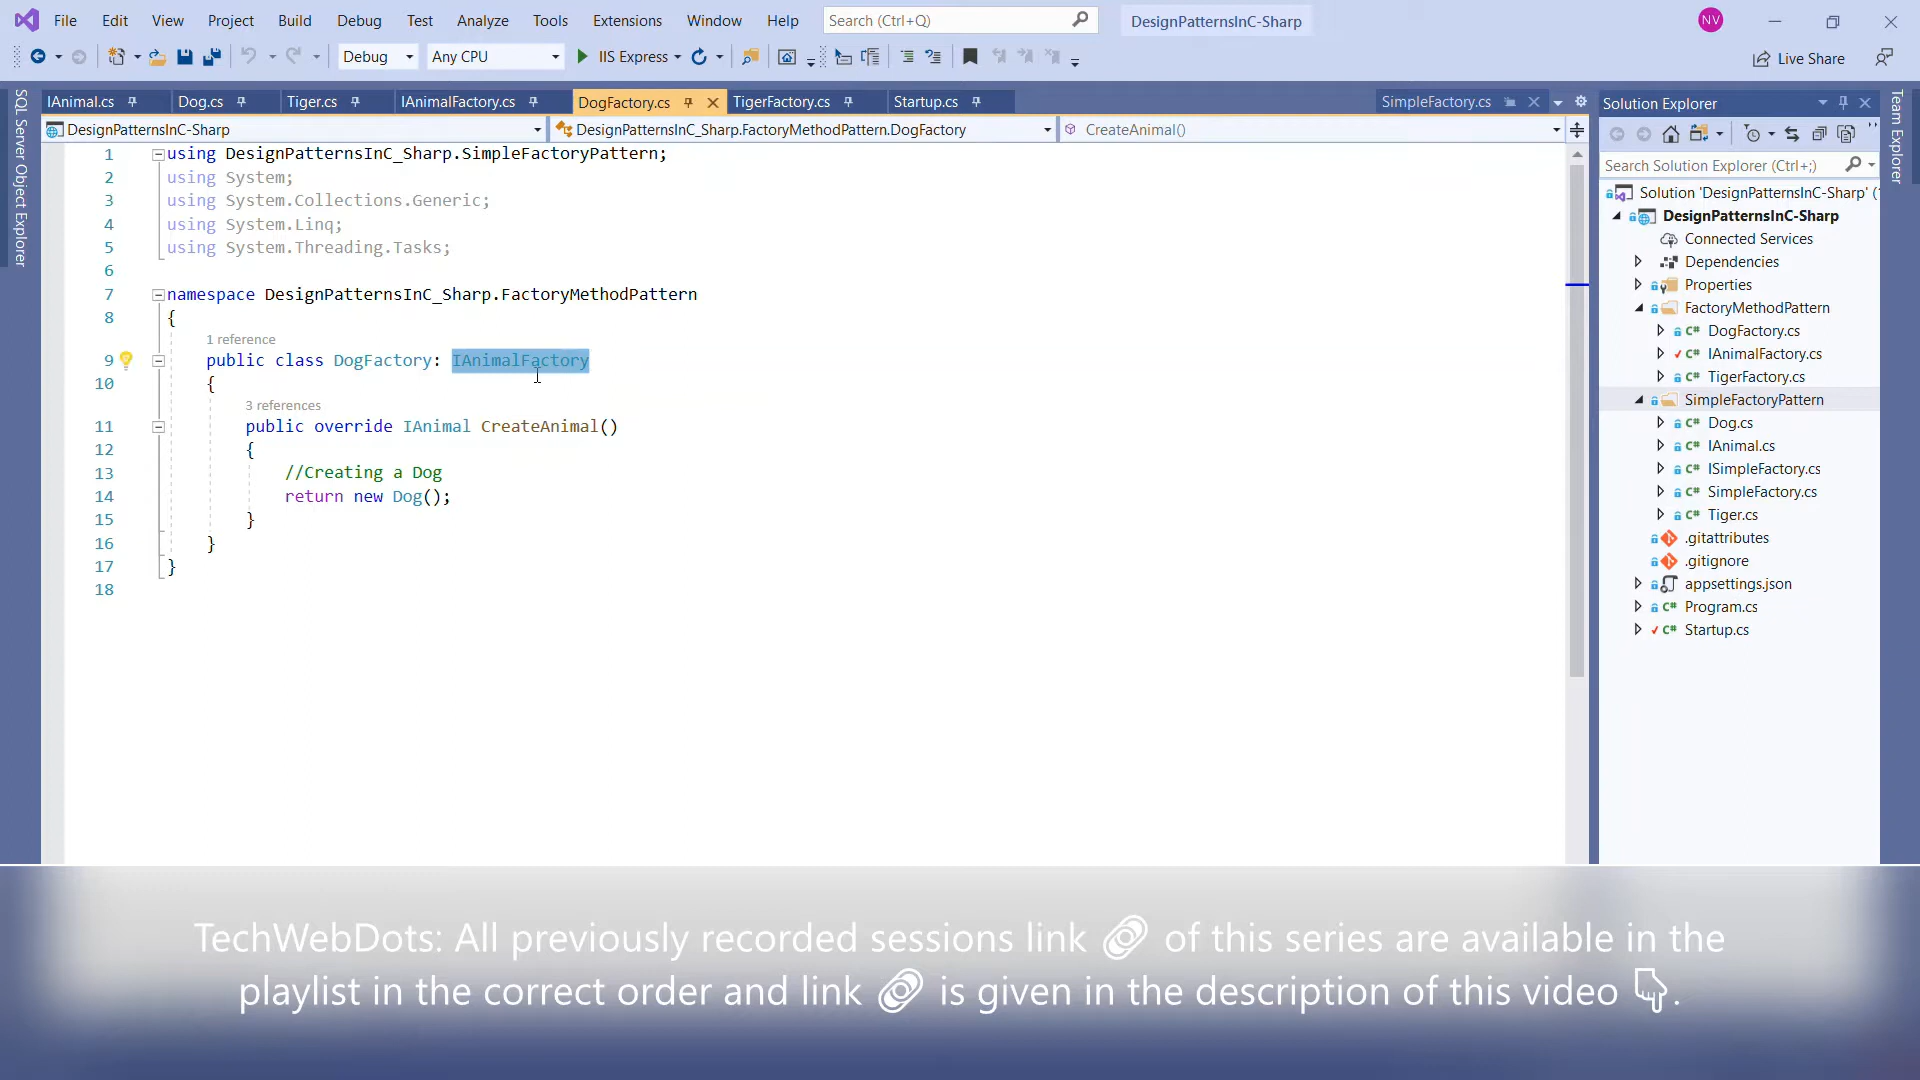 File Edit View Project Build Debug Test Analyze Tools Extensions Window Help Search (Ctrl+Q) DesignPatternsInC-Sharp NV
Debug Any CPU IIS Express Live Share
IAnimal.cs Dog.cs Tiger.cs IAnimalFactory.cs DogFactory.cs TigerFactory.cs Startup.cs SimpleFactory.cs
DesignPatternsInC-Sharp DesignPatternsInC_Sharp.FactoryMethodPattern.DogFactory CreateAnimal()
SQL Server Object Explorer
1 using DesignPatternsInC_Sharp.SimpleFactoryPattern;
2 using System;
3 using System.Collections.Generic;
4 using System.Linq;
5 using System.Threading.Tasks;
6
7 namespace DesignPatternsInC_Sharp.FactoryMethodPattern
8 {
1 reference
9 public class DogFactory: IAnimalFactory
10 {
3 references
11 public override IAnimal CreateAnimal()
12 {
13 //Creating a Dog
14 return new Dog();
15 }
16 }
17 }
18
Solution Explorer
Search Solution Explorer (Ctrl+;)
Solution 'DesignPatternsInC-Sharp' (
DesignPatternsInC-Sharp
Connected Services
Dependencies
Properties
FactoryMethodPattern
C# DogFactory.cs
C# IAnimalFactory.cs
C# TigerFactory.cs
SimpleFactoryPattern
C# Dog.cs
C# IAnimal.cs
C# ISimpleFactory.cs
C# SimpleFactory.cs
C# Tiger.cs
.gitattributes
.gitignore
appsettings.json
C# Program.cs
C# Startup.cs
Team Explorer
TechWebDots: All previously recorded sessions link 🔗 of this series are available in the
playlist in the correct order and link 🔗 is given in the description of this video 👇.